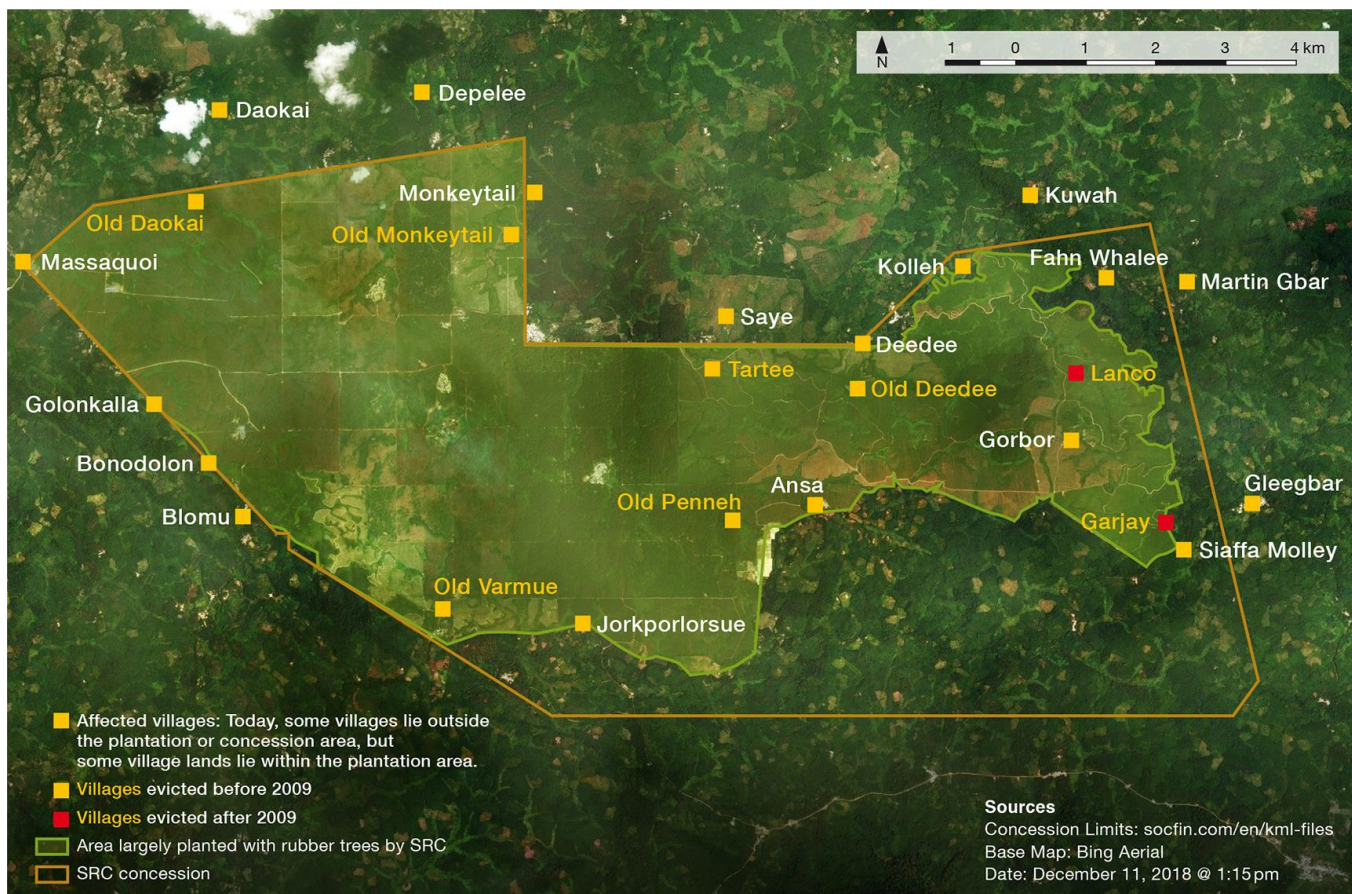 N
1 0 1 2 3 4 km
Depelee
Daokai
Monkeytail
Kuwah
Old Daokai
Old Monkeytail
Massaquoi
Kolleh
Fahn Whalee
Martin Gbar
Saye
Deedee
Tartee
Lanco
Old Deedee
Golonkalla
Gorbor
Bonodolon
Ansa
Gleegbar
Old Penneh
Blomu
Garjay
Siaffa Molley
Old Varmue
Jorkporlorsue
Affected villages: Today, some villages lie outside
the plantation or concession area, but
some village lands lie within the plantation area.
Villages evicted before 2009
Villages evicted after 2009
Area largely planted with rubber trees by SRC
SRC concession
Sources
Concession Limits: socfin.com/en/kml-files
Base Map: Bing Aerial
Date: December 11, 2018 @ 1:15 pm